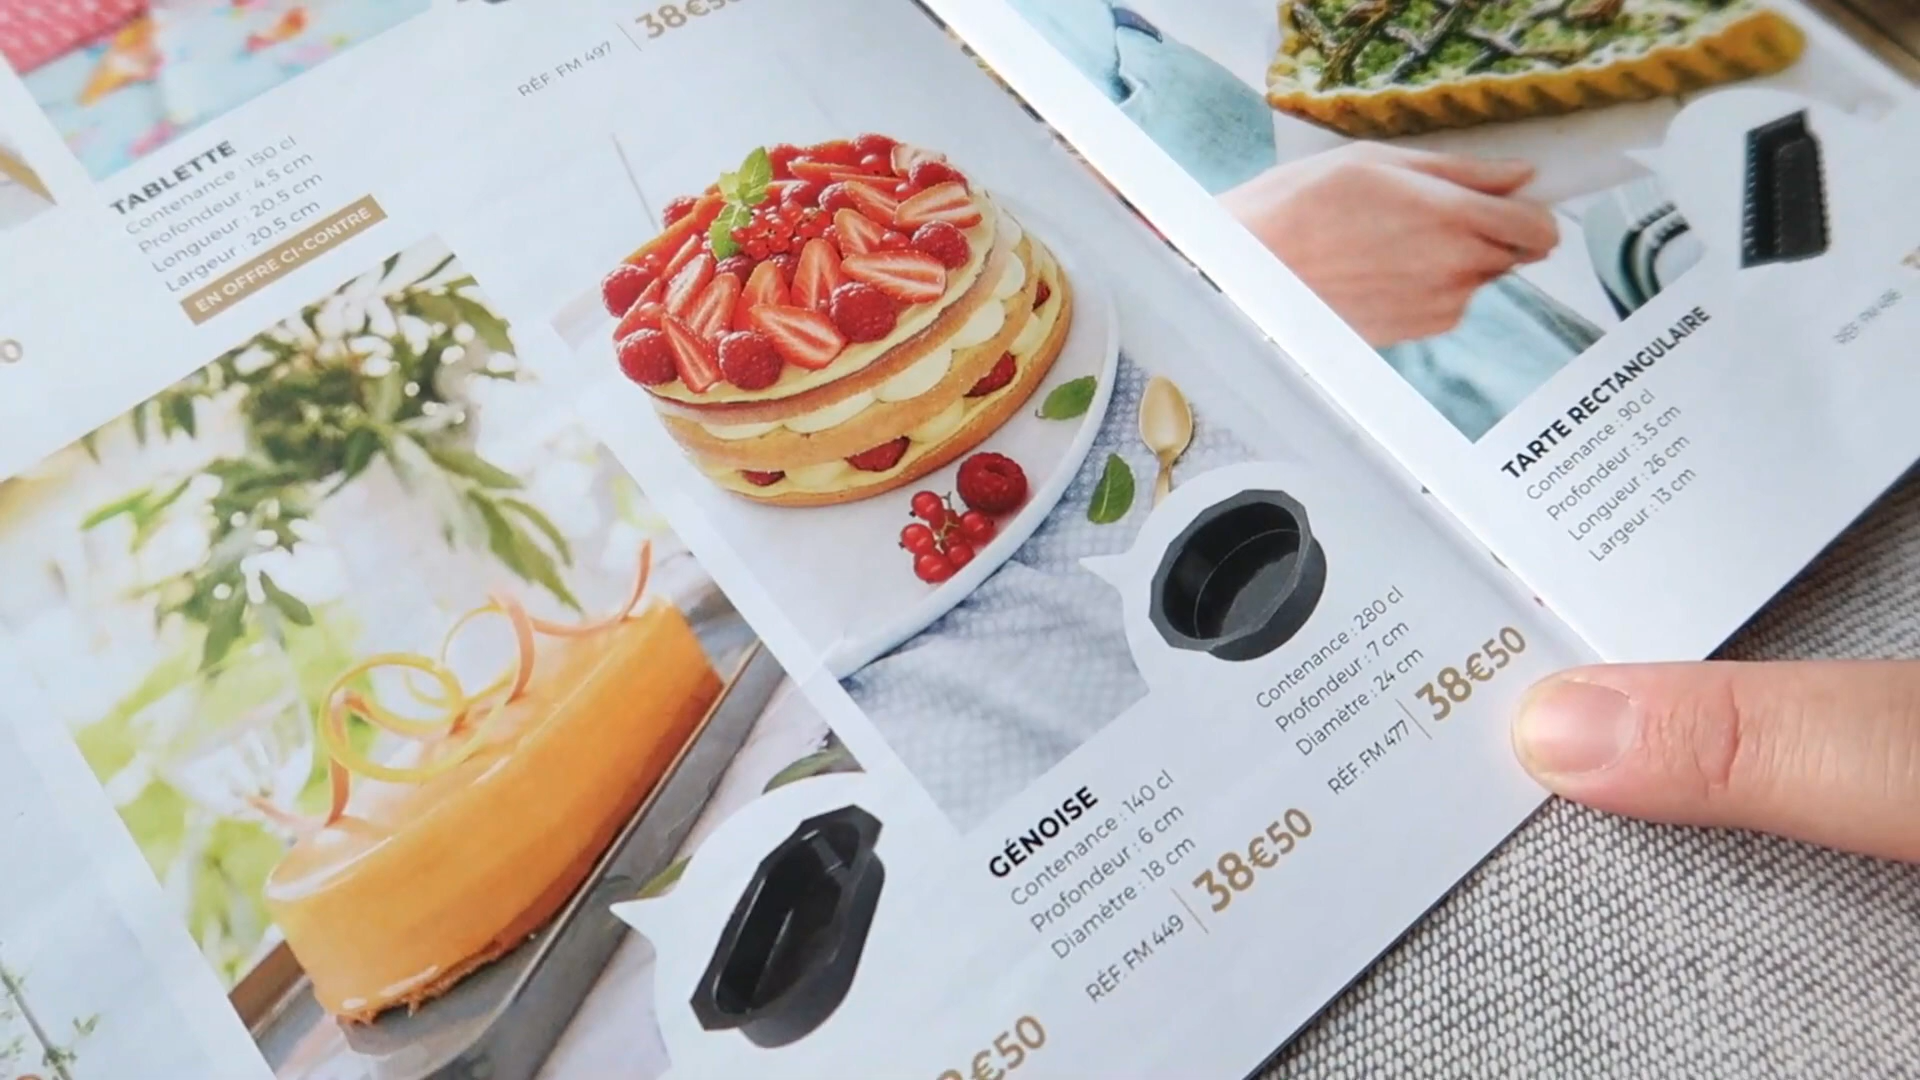 RÉF. FM 497
TABLETTE
Contenance : 150 cl
Profondeur : 4.5 cm
Longueur : 20.5 cm
Largeur : 20,5 cm
EN OFFRE CI-CONTRE
GÉNOISE
Contenance : 140 cl
Profondeur : 6 cm
Diamètre : 18 cm
RÉF. FM 449
38€50
Contenance : 280 cl
Profondeur : 7 cm
Diamètre : 24 cm
RÉF. FM 477
38€50
€50
TARTE RECTANGULAIRE
Contenance : 90 cl
Profondeur : 3,5 cm
Longueur : 26 cm
Largeur : 13 cm